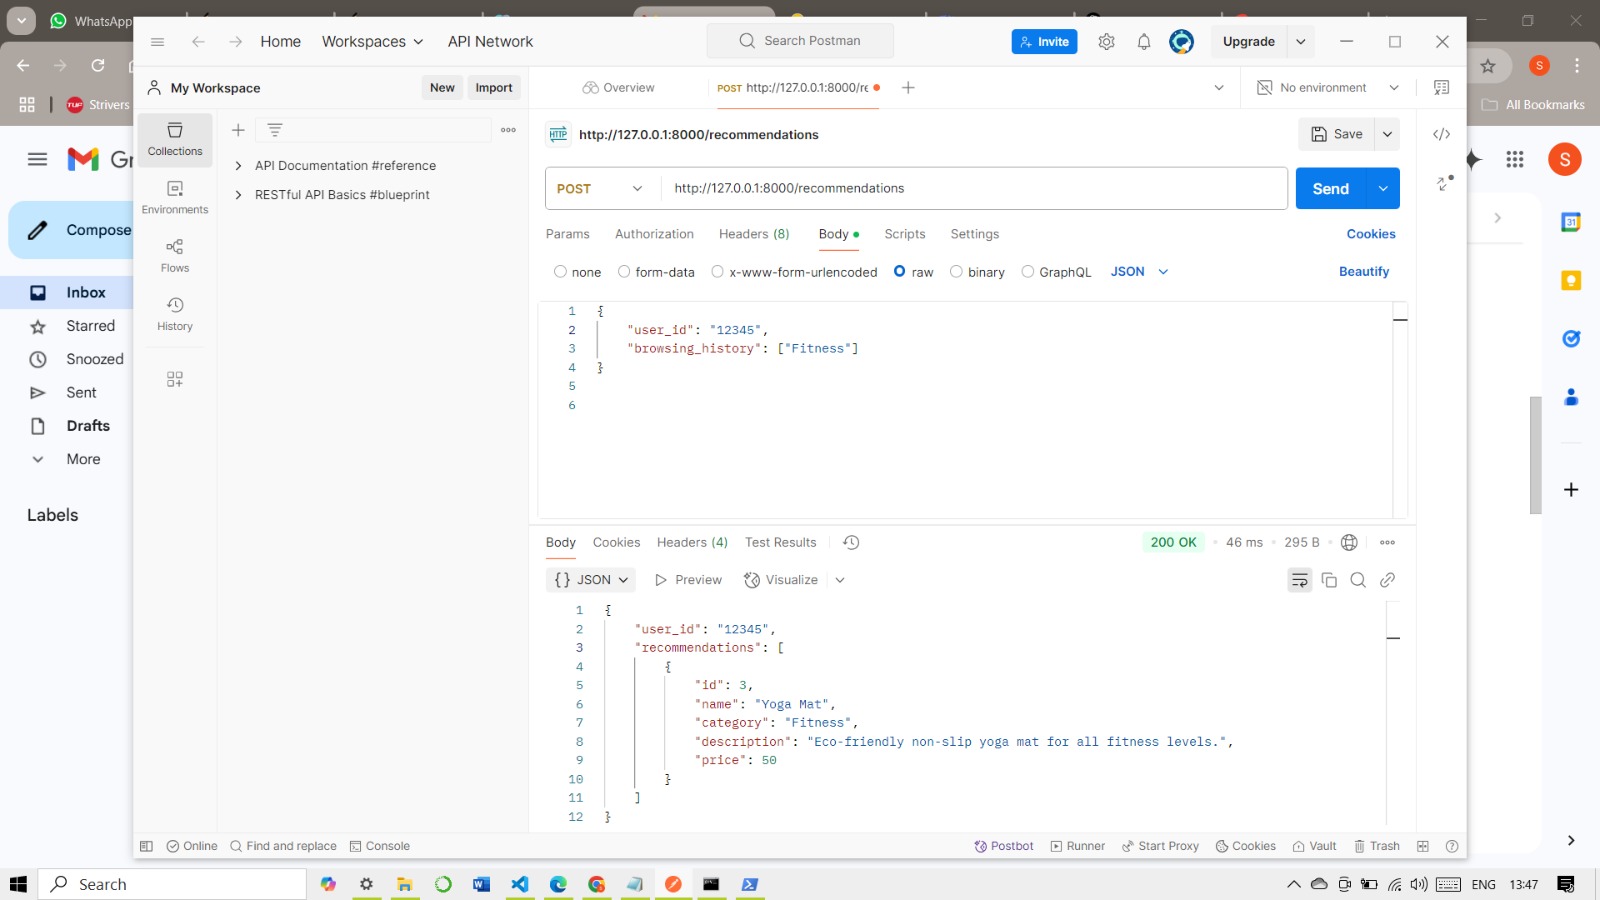 WhatsApp
Home
Workspaces
API Network
Search Postman
Invite
Upgrade
Strivers
All Bookmarks
S
My Workspace
New
Import
Overview
POST http://127.0.0.1:8000/re
No environment
Collections
Environments
Flows
History
API Documentation #reference
RESTful API Basics #blueprint
HTTP http://127.0.0.1:8000/recommendations
Save
POST
http://127.0.0.1:8000/recommendations
Send
Params
Authorization
Headers (8)
Body
Scripts
Settings
Cookies
none
form-data
x-www-form-urlencoded
raw
binary
GraphQL
JSON
Beautify
1 {
2 "user_id": "12345",
3 "browsing_history": ["Fitness"]
4 }
5
6
Body
Cookies
Headers (4)
Test Results
200 OK
46 ms
295 B
{} JSON
Preview
Visualize
1 {
2 "user_id": "12345",
3 "recommendations": [
4 {
5 "id": 3,
6 "name": "Yoga Mat",
7 "category": "Fitness",
8 "description": "Eco-friendly non-slip yoga mat for all fitness levels.",
9 "price": 50
10 }
11 ]
12 }
Online
Find and replace
Console
Postbot
Runner
Start Proxy
Cookies
Vault
Trash
Gr
Compose
Inbox
Starred
Snoozed
Sent
Drafts
More
Labels
S
31
Search
ENG
13:47